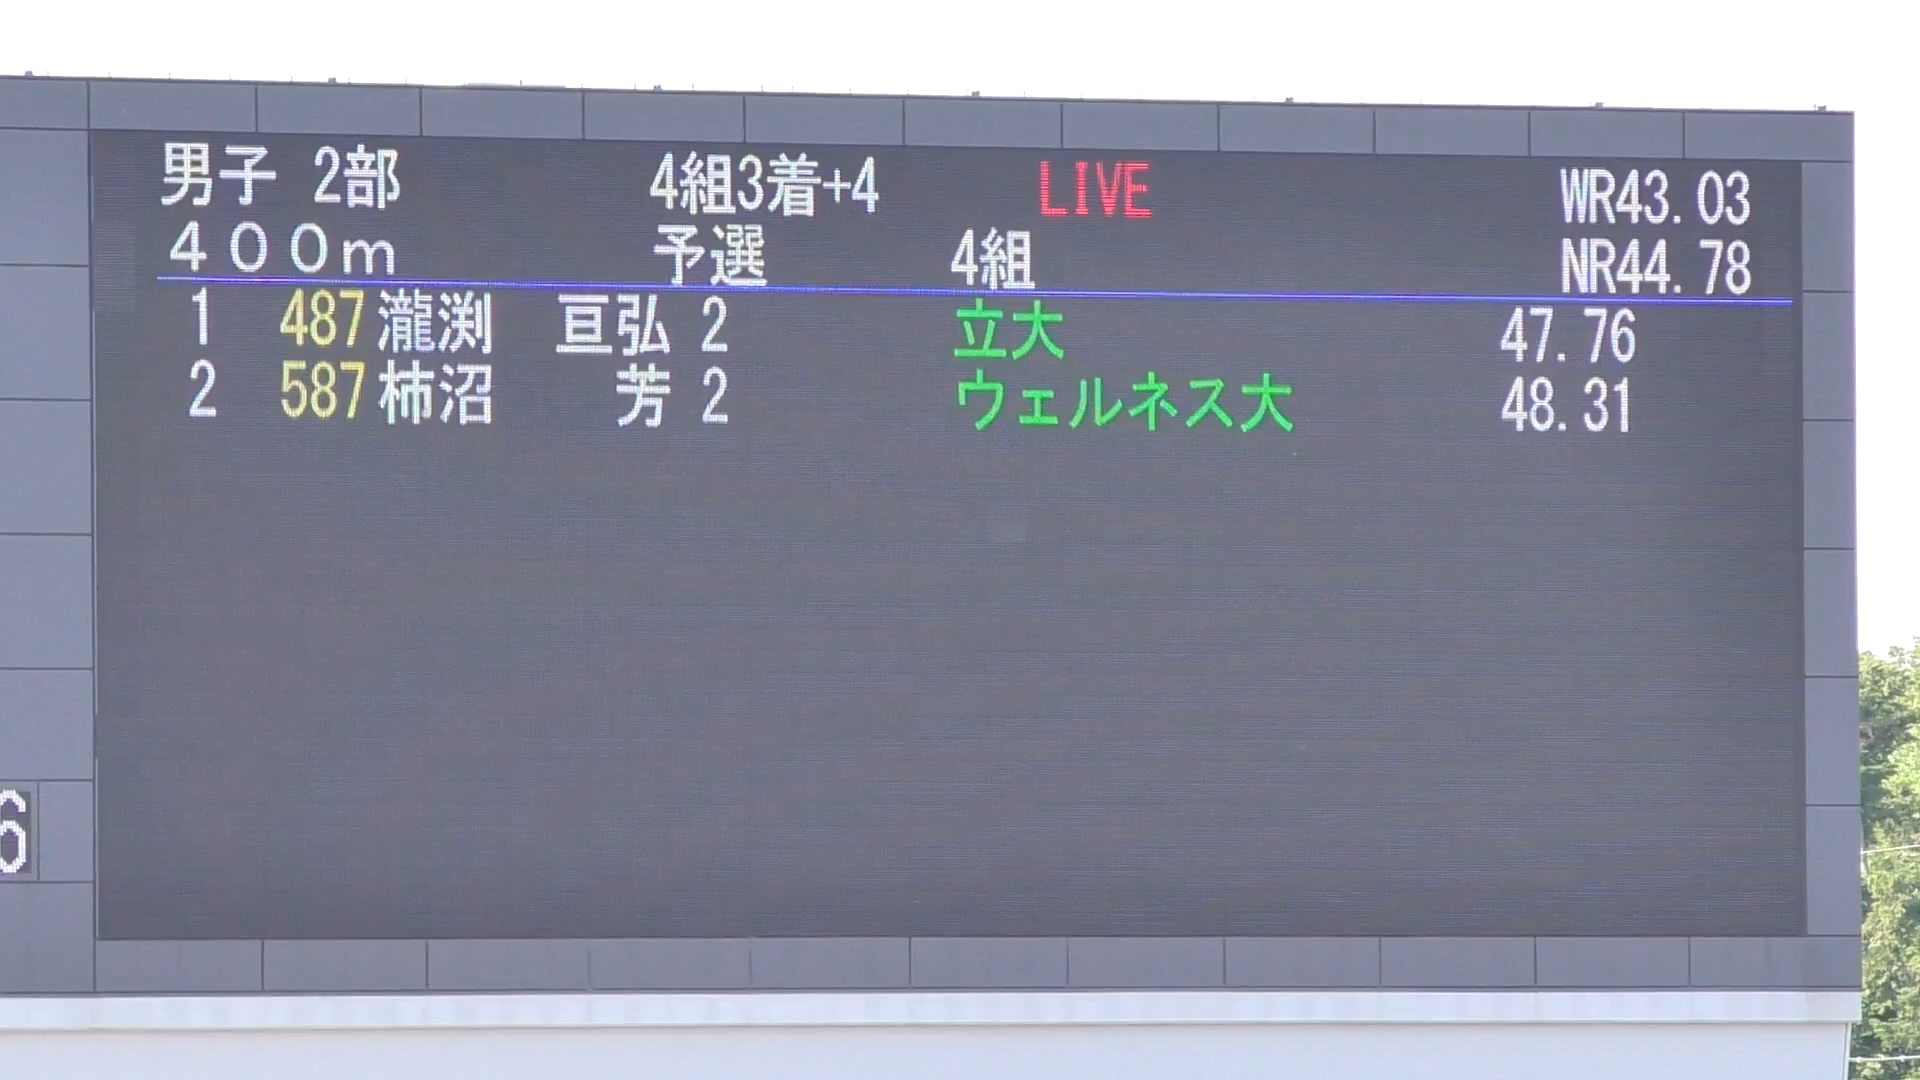 男子 2部 4組3着+4 LIVE WR43.03
400m 予選 4組 NR44.78
1 487 瀧渕 亘弘 2 立大 47.76
2 587 柿沼 芳 2 ウェルネス大 48.31
6